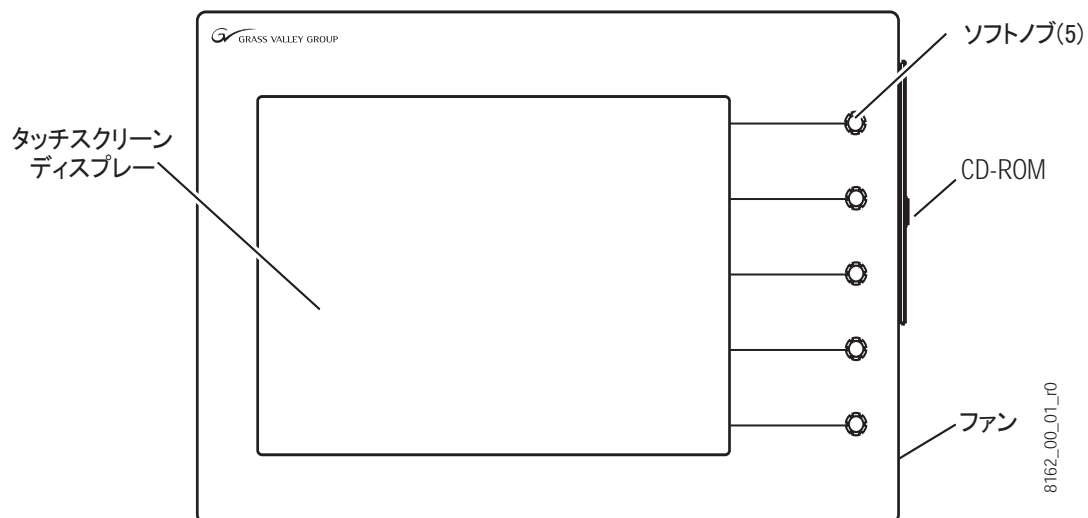 GV GRASS VALLEY GROUP
ソフトノブ(5)
タッチスクリーン
ディスプレー
CD-ROM
ファン
8162_00_01_r0